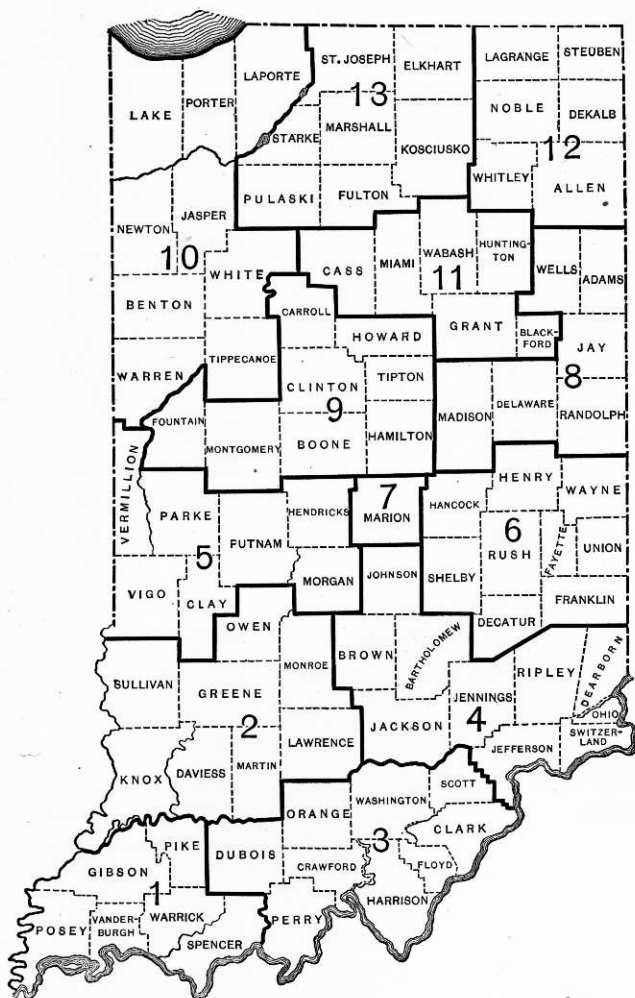 LAKE
PORTER
LAPORTE
ST. JOSEPH
ELKHART
LAGRANGE
STEUBEN
13
NOBLE
DEKALB
STARKE
MARSHALL
KOSCIUSKO
12
WHITLEY
ALLEN
PULASKI
FULTON
NEWTON
JASPER
10
WHITE
CASS
MIAMI
WABASH
11
HUNTING-
TON
WELLS
ADAMS
BENTON
CARROLL
HOWARD
GRANT
BLACK-
FORD
JAY
WARREN
TIPPECANOE
CLINTON
TIPTON
8
9
MADISON
DELAWARE
RANDOLPH
FOUNTAIN
MONTGOMERY
BOONE
HAMILTON
VERMILLION
PARKE
PUTNAM
HENDRICKS
7
MARION
HANCOCK
HENRY
WAYNE
6
RUSH
FAYETTE
UNION
5
VIGO
CLAY
MORGAN
JOHNSON
SHELBY
FRANKLIN
DECATUR
OWEN
SULLIVAN
GREENE
MONROE
BROWN
BARTHOLOMEW
JENNINGS
RIPLEY
DEARBORN
OHIO
2
LAWRENCE
JACKSON
4
JEFFERSON
SWITZER-
LAND
KNOX
DAVIESS
MARTIN
SCOTT
ORANGE
WASHINGTON
CLARK
3
PIKE
DUBOIS
CRAWFORD
FLOYD
GIBSON
1
HARRISON
POSEY
VANDER-
BURGH
WARRICK
SPENCER
PERRY